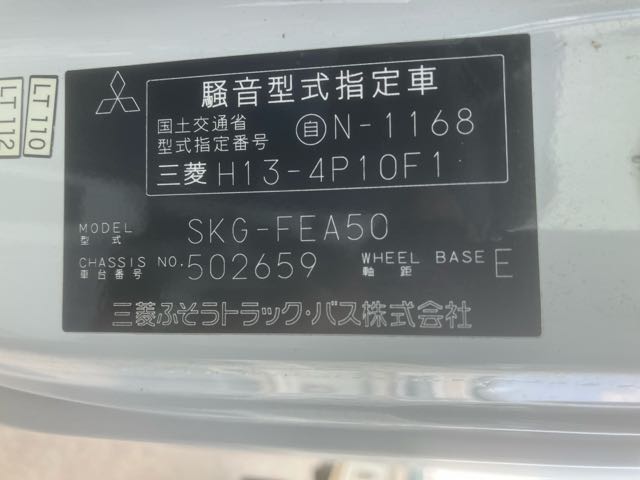 騒音型式指定車
国土交通省
型式指定番号
自N-1168
三菱 H13-4P10F1
MODEL
型式
SKG-FEA50
CHASSIS NO.
車台番号
502659
WHEEL BASE
軸距
E
三菱ふそうトラック・バス株式会社
LT110
LT112